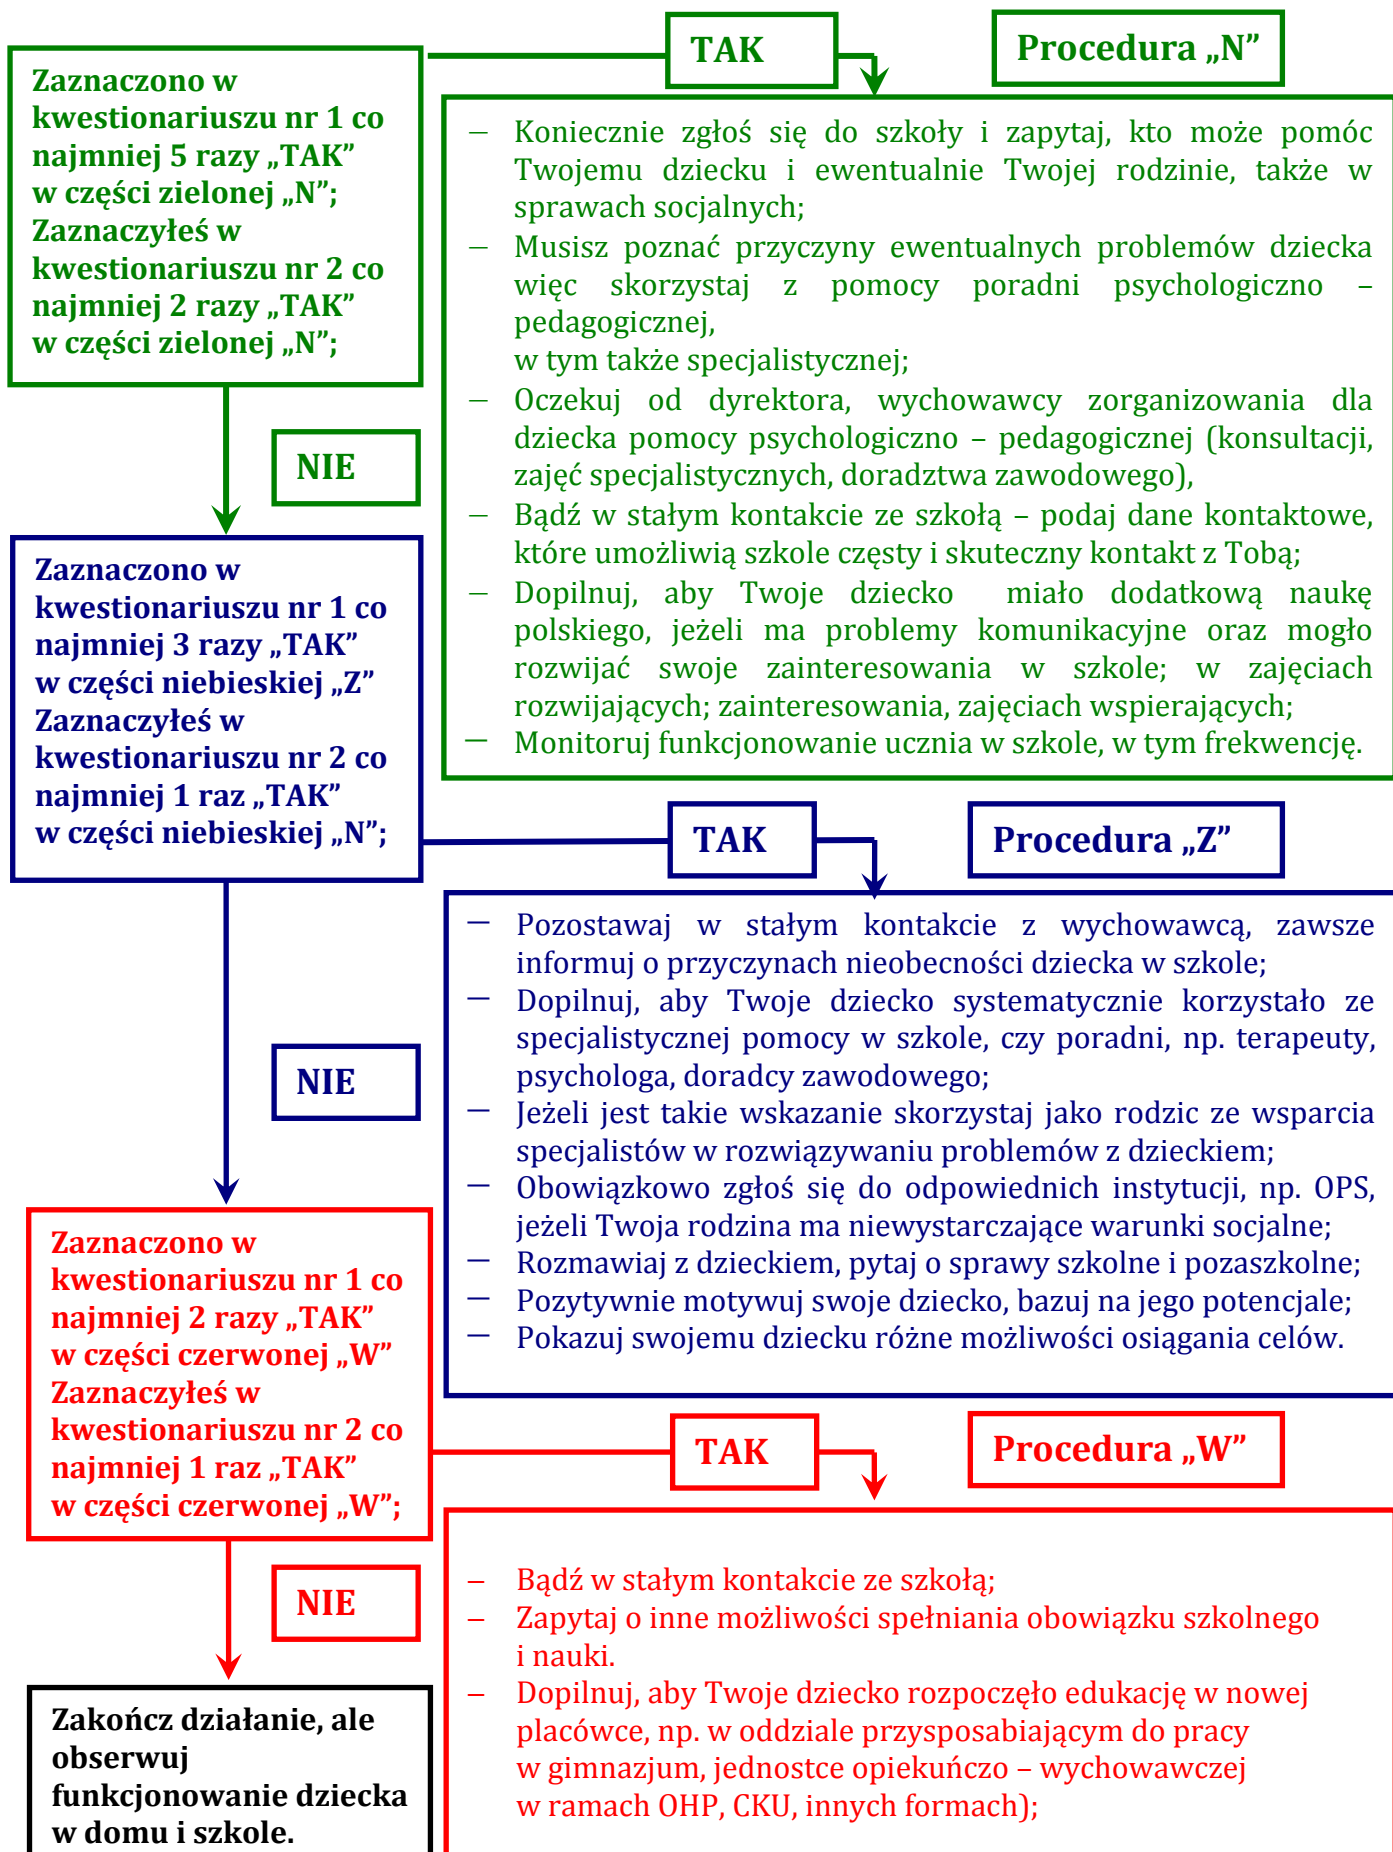 Zaznaczono w
kwestionariuszu nr 1 co
najmniej 5 razy „TAK”
w części zielonej „N”;
Zaznaczyłeś w
kwestionariuszu nr 2 co
najmniej 2 razy „TAK”
w części zielonej „N”;
TAK
Procedura „N”
— Koniecznie zgłoś się do szkoły i zapytaj, kto może pomóc
Twojemu dziecku i ewentualnie Twojej rodzinie, także w
sprawach socjalnych;
— Musisz poznać przyczyny ewentualnych problemów dziecka
więc skorzystaj z pomocy poradni psychologiczno –
pedagogicznej,
w tym także specjalistycznej;
— Oczekuj od dyrektora, wychowawcy zorganizowania dla
dziecka pomocy psychologiczno – pedagogicznej (konsultacji,
zajęć specjalistycznych, doradztwa zawodowego),
— Bądź w stałym kontakcie ze szkołą – podaj dane kontaktowe,
które umożliwią szkole częsty i skuteczny kontakt z Tobą;
— Dopilnuj, aby Twoje dziecko miało dodatkową naukę
polskiego, jeżeli ma problemy komunikacyjne oraz mogło
rozwijać swoje zainteresowania w szkole; w zajęciach
rozwijających; zainteresowania, zajęciach wspierających;
— Monitoruj funkcjonowanie ucznia w szkole, w tym frekwencję.
NIE
Zaznaczono w
kwestionariuszu nr 1 co
najmniej 3 razy „TAK”
w części niebieskiej „Z”
Zaznaczyłeś w
kwestionariuszu nr 2 co
najmniej 1 raz „TAK”
w części niebieskiej „N”;
TAK
Procedura „Z”
— Pozostawaj w stałym kontakcie z wychowawcą, zawsze
informuj o przyczynach nieobecności dziecka w szkole;
— Dopilnuj, aby Twoje dziecko systematycznie korzystało ze
specjalistycznej pomocy w szkole, czy poradni, np. terapeuty,
psychologa, doradcy zawodowego;
— Jeżeli jest takie wskazanie skorzystaj jako rodzic ze wsparcia
specjalistów w rozwiązywaniu problemów z dzieckiem;
— Obowiązkowo zgłoś się do odpowiednich instytucji, np. OPS,
jeżeli Twoja rodzina ma niewystarczające warunki socjalne;
— Rozmawiaj z dzieckiem, pytaj o sprawy szkolne i pozaszkolne;
— Pozytywnie motywuj swoje dziecko, bazuj na jego potencjale;
— Pokazuj swojemu dziecku różne możliwości osiągania celów.
NIE
Zaznaczono w
kwestionariuszu nr 1 co
najmniej 2 razy „TAK”
w części czerwonej „W”
Zaznaczyłeś w
kwestionariuszu nr 2 co
najmniej 1 raz „TAK”
w części czerwonej „W”;
TAK
Procedura „W”
– Bądź w stałym kontakcie ze szkołą;
– Zapytaj o inne możliwości spełniania obowiązku szkolnego
i nauki.
– Dopilnuj, aby Twoje dziecko rozpoczęło edukację w nowej
placówce, np. w oddziale przysposabiającym do pracy
w gimnazjum, jednostce opiekuńczo – wychowawczej
w ramach OHP, CKU, innych formach);
NIE
Zakończ działanie, ale
obserwuj
funkcjonowanie dziecka
w domu i szkole.